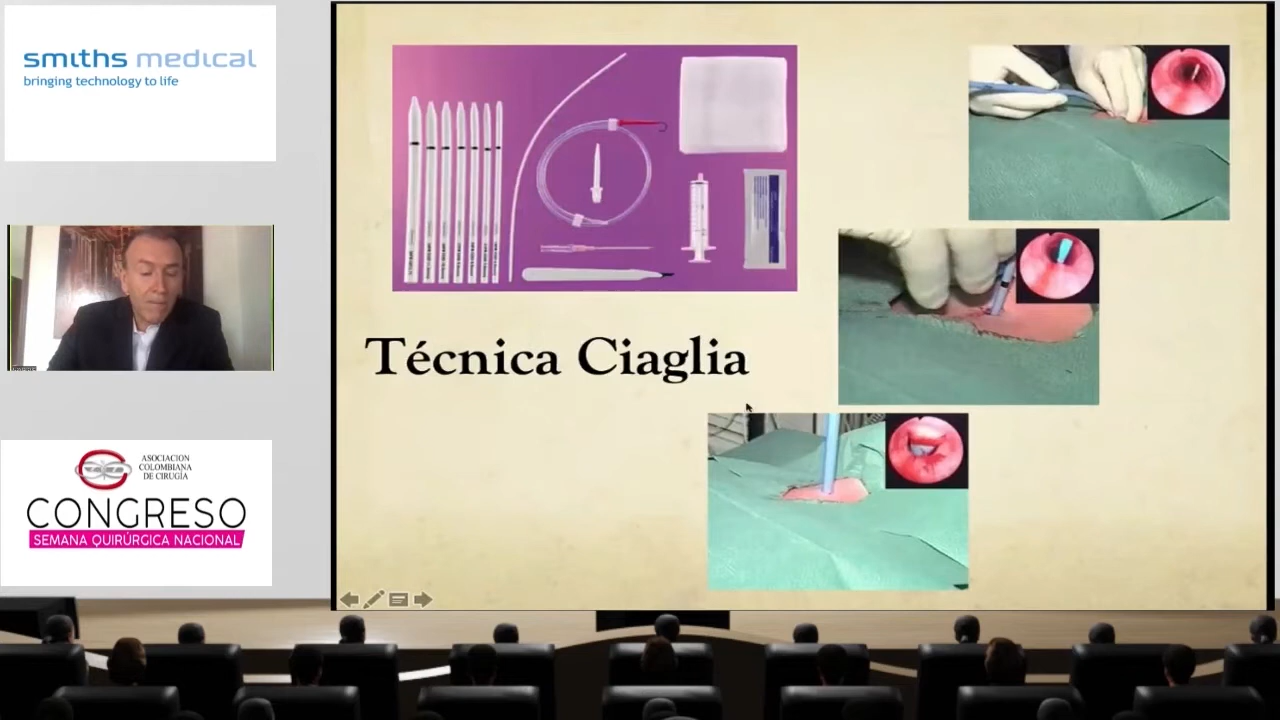 smiths medical
bringing technology to life
Técnica Ciaglia
ASOCIACION
COLOMBIANA
DE CIRUGÍA
CONGRESO
SEMANA QUIRÚRGICA NACIONAL